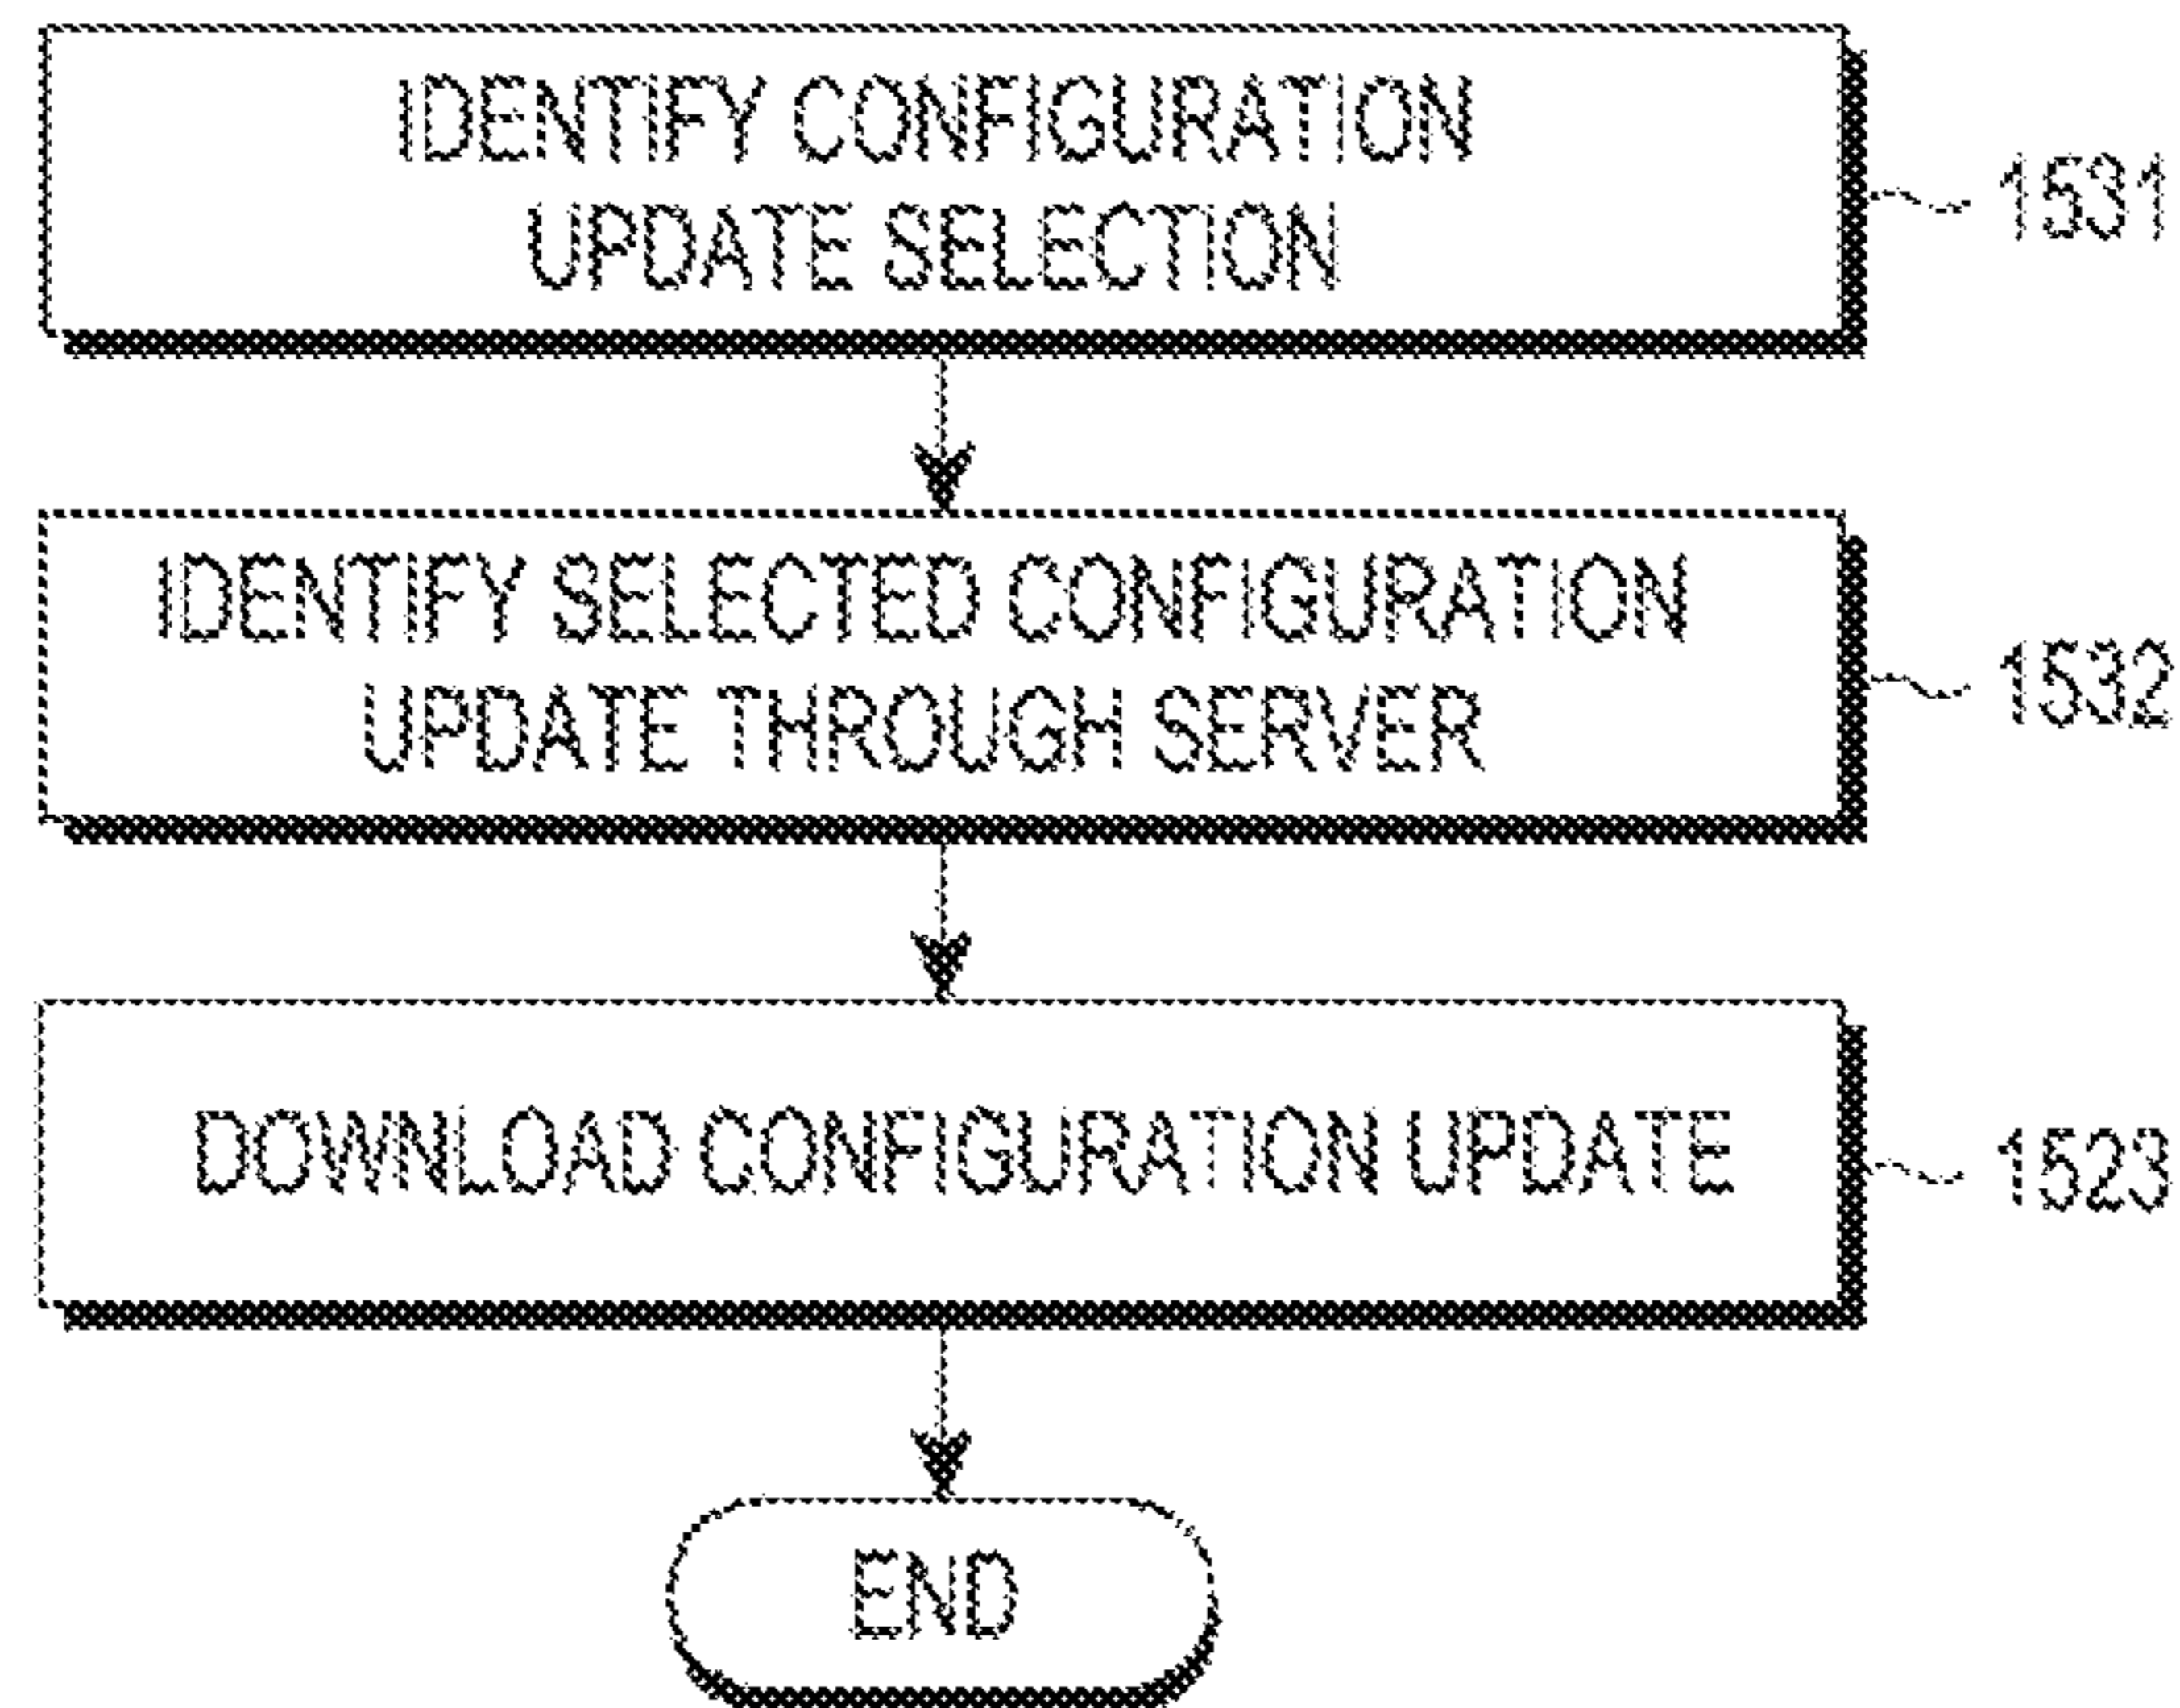 IDENTIFY CONFIGURATION
UPDATE SELECTION
1531
IDENTIFY SELECTED CONFIGURATION
UPDATE THROUGH SERVER
1532
DOWNLOAD CONFIGURATION UPDATE
1523
END